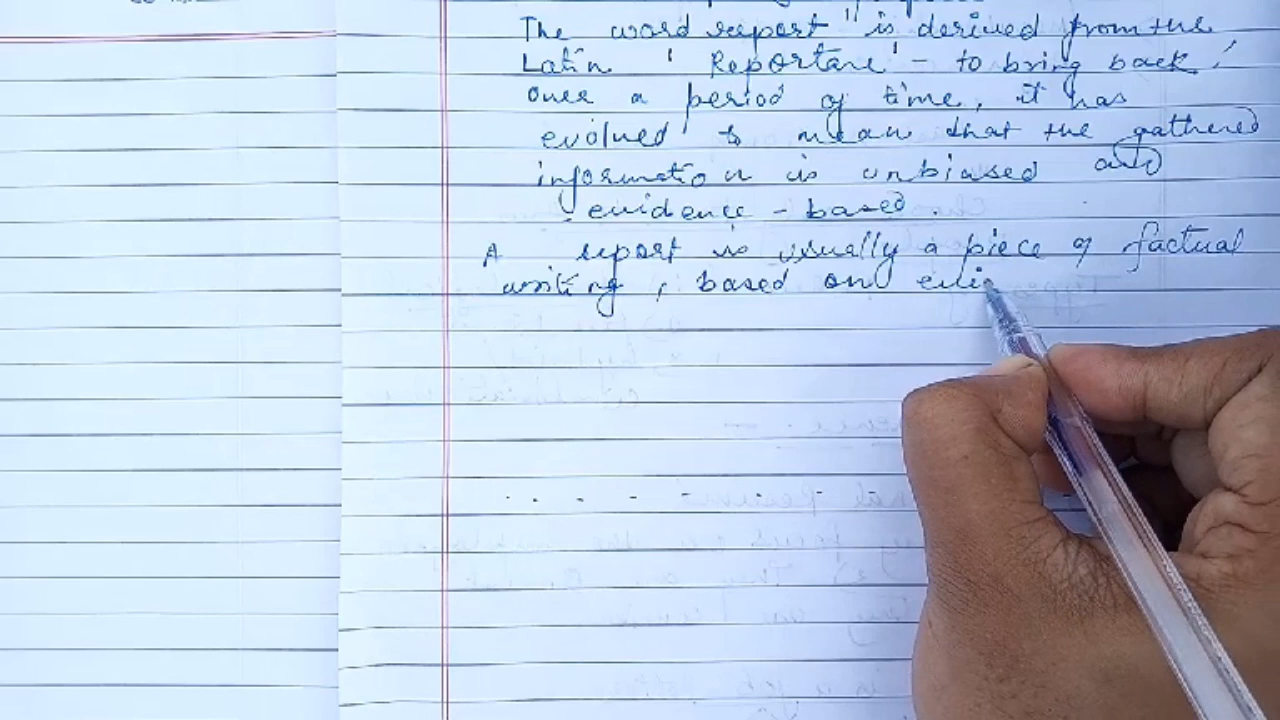 The word report" is derived from the
Latin ' Reportare' - to bring back.'
Over a period of time, it has
evolved to mean that the gathered
information is unbiased and
evidence - based.
A report is usually a piece of factual
writing, based on evi